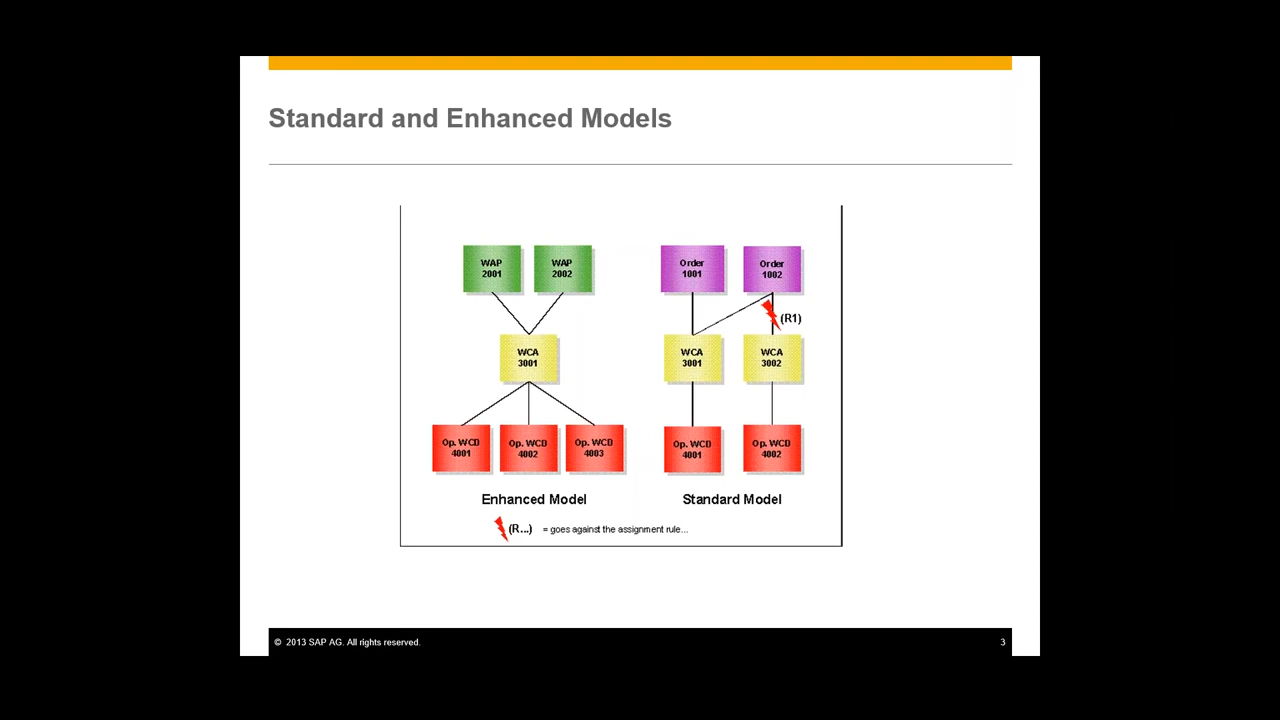 Standard and Enhanced Models
WAP
2001
WAP
2002
Order
1001
Order
1002
(R1)
WCA
3001
WCA
3001
WCA
3002
Op. WCD
4001
Op. WCD
4002
Op. WCD
4003
Op. WCD
4001
Op. WCD
4002
Enhanced Model
Standard Model
(R...) = goes against the assignment rule...
© 2013 SAP AG. All rights reserved.
3